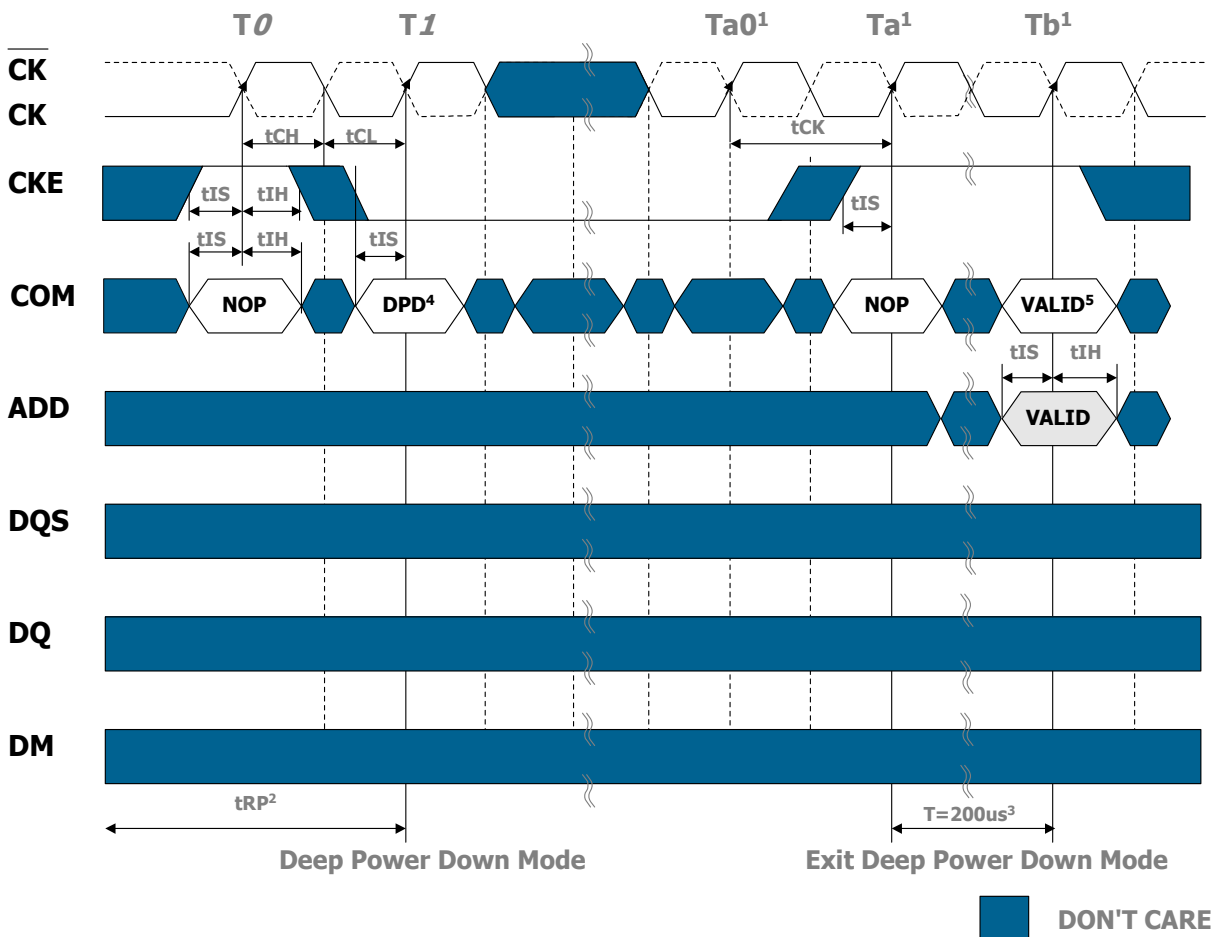 T0 T1 Ta0¹ Ta¹ Tb¹
CK
CK
tCH tCL tCK
CKE
tIS tIH tIS
tIS tIH tIS
COM
NOP DPD⁴ NOP VALID⁵
tIS tIH
ADD
VALID
DQS
DQ
DM
tRP² T=200us³
Deep Power Down Mode Exit Deep Power Down Mode
DON'T CARE